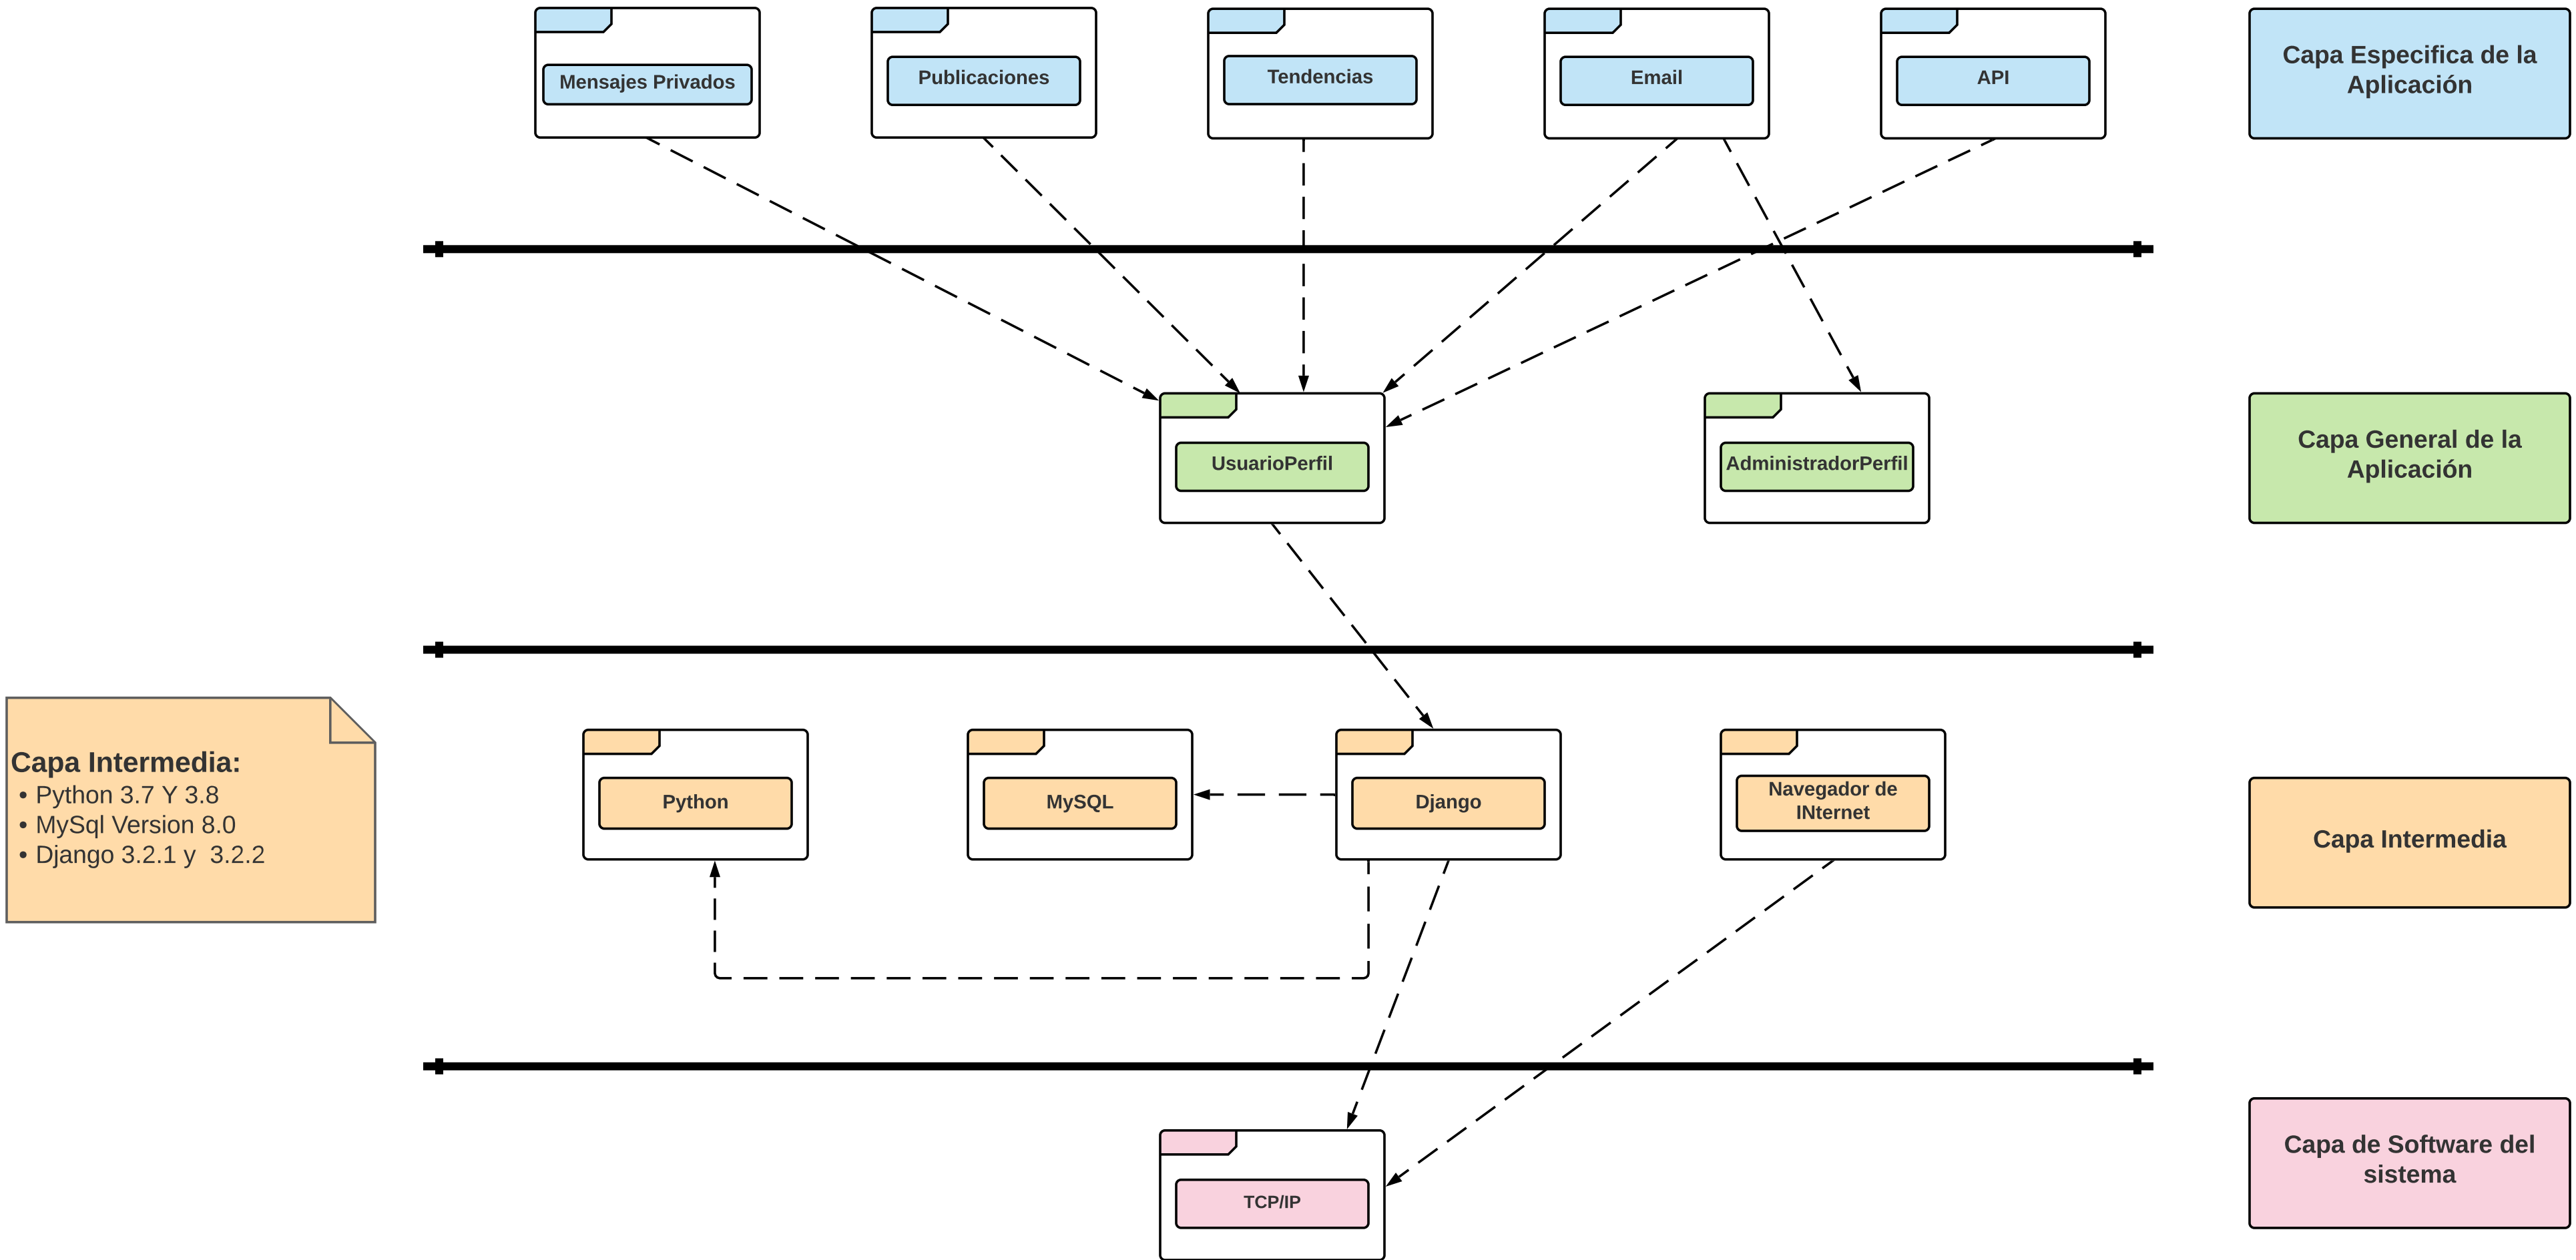 Mensajes Privados
Publicaciones
Tendencias
Email
API
Capa Especifica de la
Aplicación
UsuarioPerfil
AdministradorPerfil
Capa General de la
Aplicación
Capa Intermedia:
• Python 3.7 Y 3.8
• MySql Version 8.0
• Django 3.2.1 y  3.2.2
Python
MySQL
Django
Navegador de
INternet
Capa Intermedia
TCP/IP
Capa de Software del
sistema